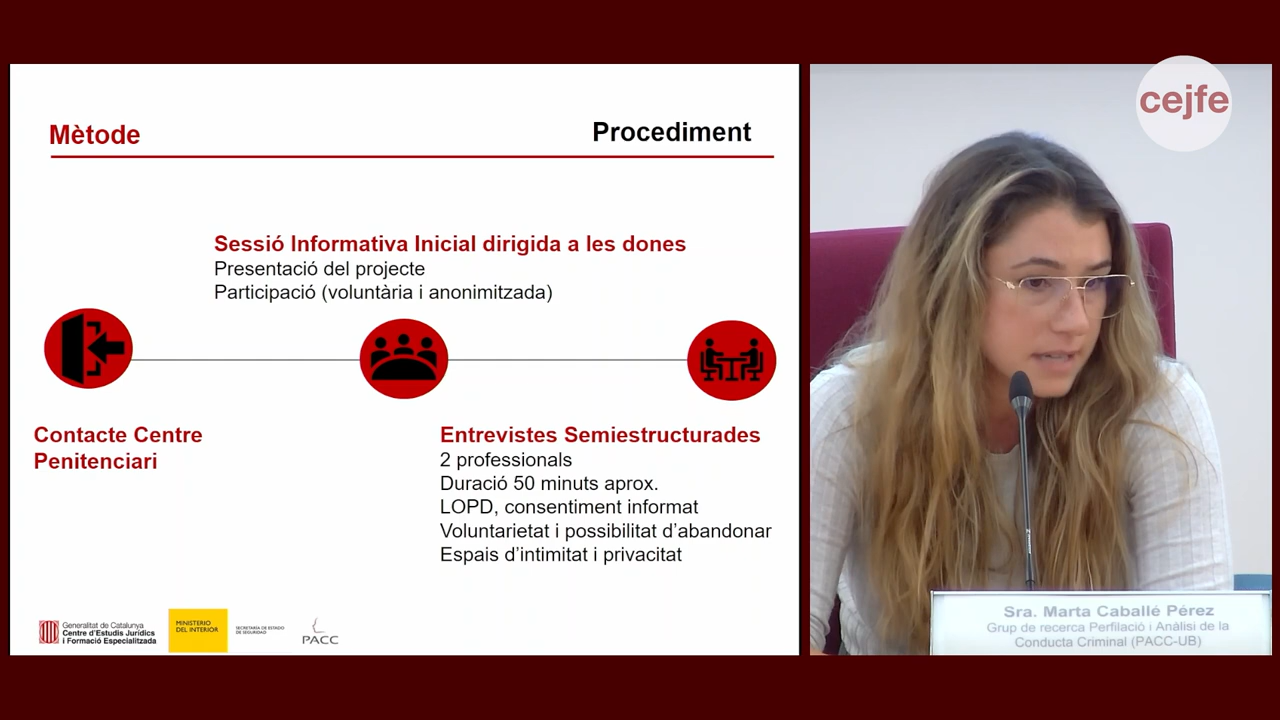 Mètode
Procediment
Sessió Informativa Inicial dirigida a les dones
Presentació del projecte
Participació (voluntària i anonimitzada)
Contacte Centre
Penitenciari
Entrevistes Semiestructurades
2 professionals
Duració 50 minuts aprox.
LOPD, consentiment informat
Voluntarietat i possibilitat d'abandonar
Espais d'intimitat i privacitat
Generalitat de Catalunya
Centre d'Estudis Jurídics
i Formació Especialitzada
MINISTERIO
DEL INTERIOR
SECRETARÍA DE ESTADO
DE SEGURIDAD
PACC
cejfe
Sra. Marta Caballé Pérez
Grup de recerca Perfilació i Anàlisi de la
Conducta Criminal (PACC-UB)